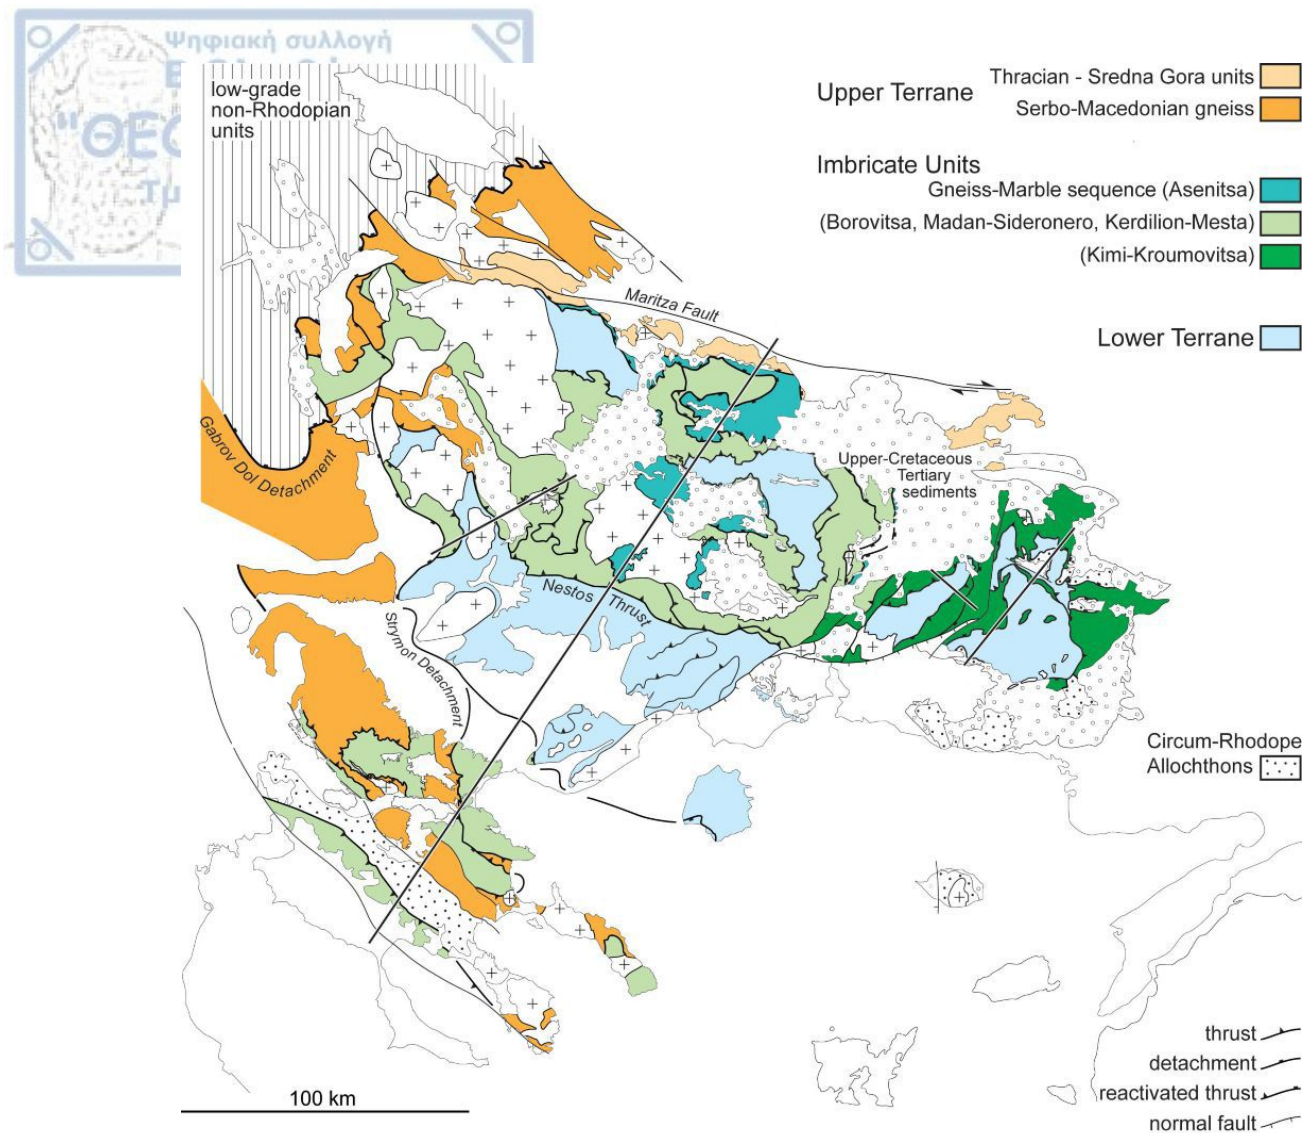 Ψηφιακή συλλογή
"ΘΕΟ
low-grade
non-Rhodopian
units
Upper Terrane
Thracian - Sredna Gora units
Serbo-Macedonian gneiss
Imbricate Units
Gneiss-Marble sequence (Asenitsa)
(Borovitsa, Madan-Sideronero, Kerdilion-Mesta)
(Kimi-Kroumovitsa)
Lower Terrane
Maritza Fault
Gabrov Dol Detachment
Upper-Cretaceous
Tertiary
sediments
Nestos Thrust
Strymon Detachment
Circum-Rhodope
Allochthons
thrust
detachment
reactivated thrust
normal fault
100 km